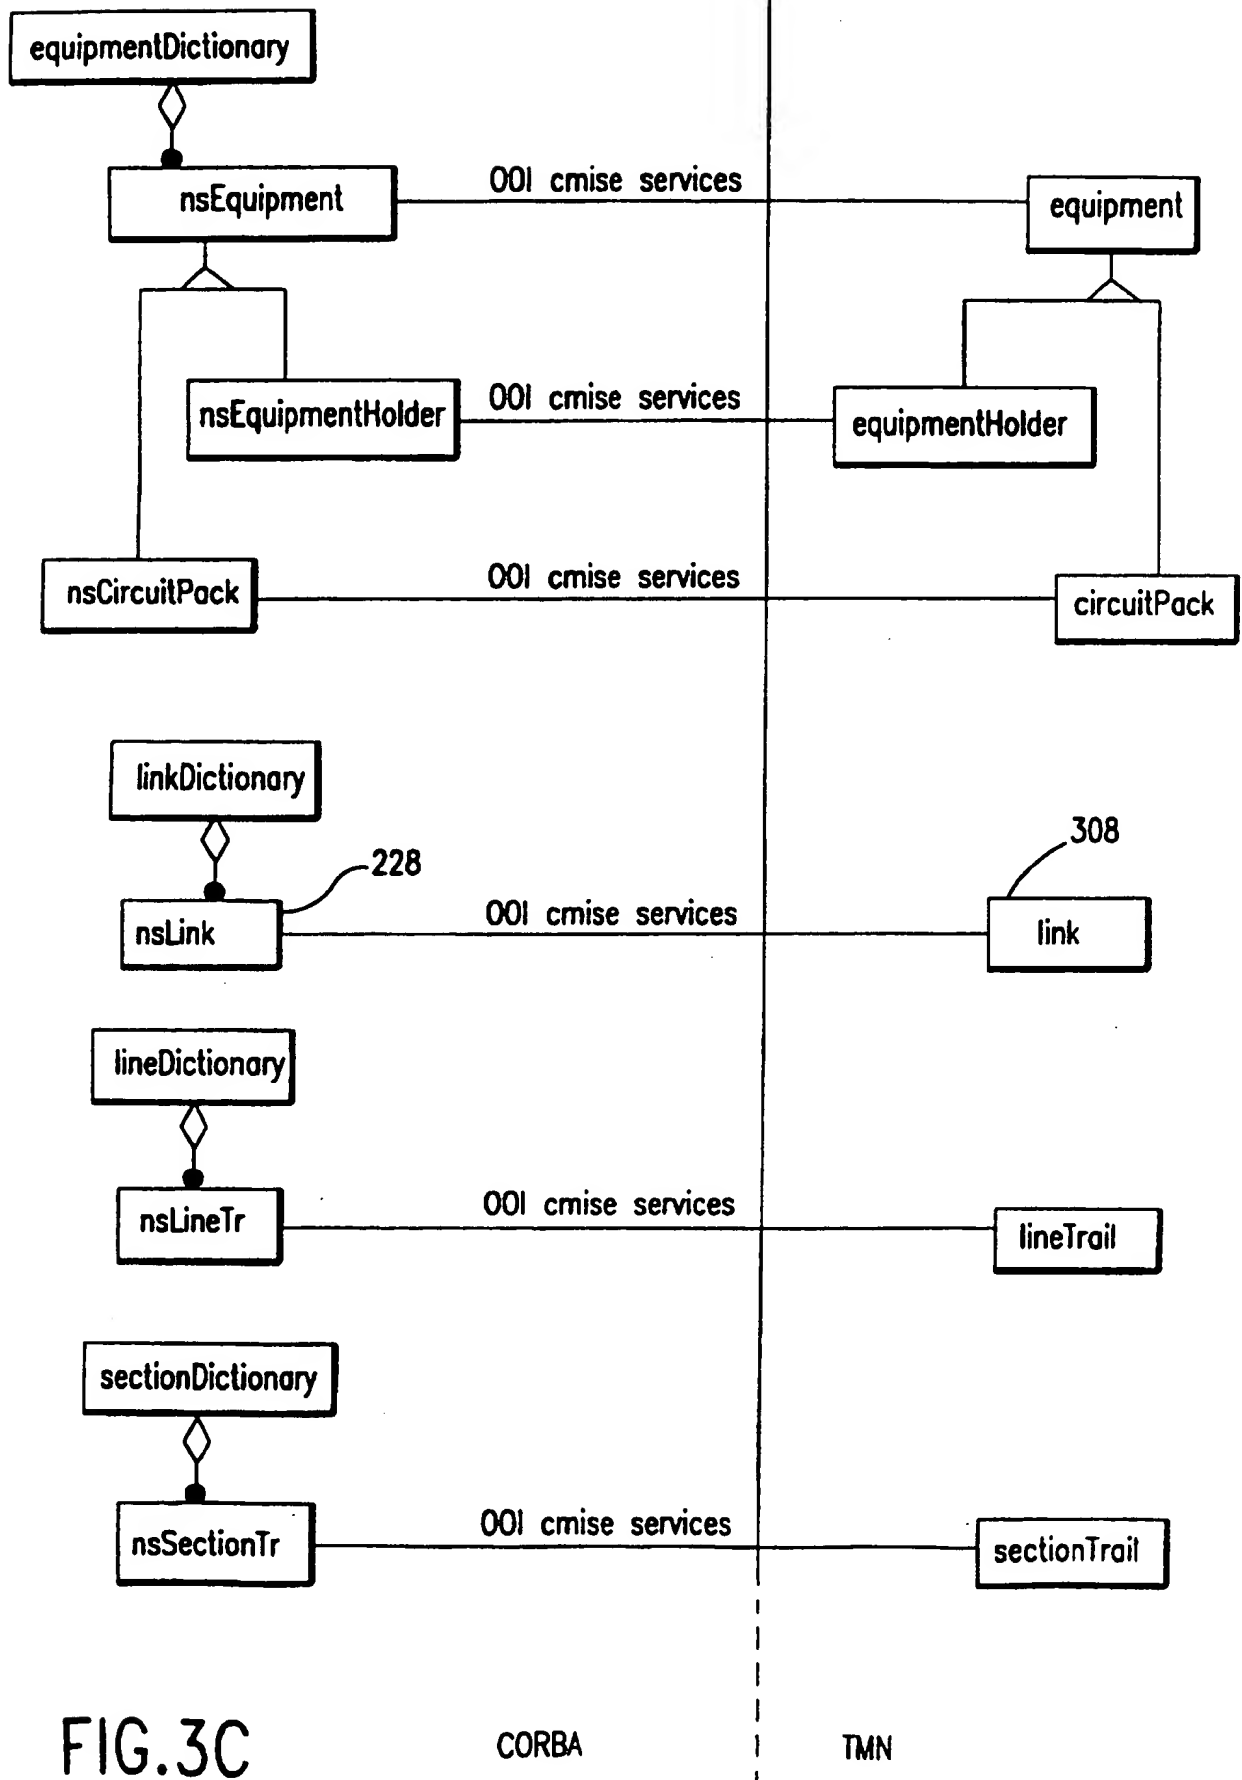 equipmentDictionary
nsEquipment
OOI cmise services
equipment
nsEquipmentHolder
OOI cmise services
equipmentHolder
nsCircuitPack
OOI cmise services
circuitPack
linkDictionary
228
308
nsLink
OOI cmise services
link
lineDictionary
nsLineTr
OOI cmise services
lineTrail
sectionDictionary
nsSectionTr
OOI cmise services
sectionTrail
FIG.3C
CORBA
TMN